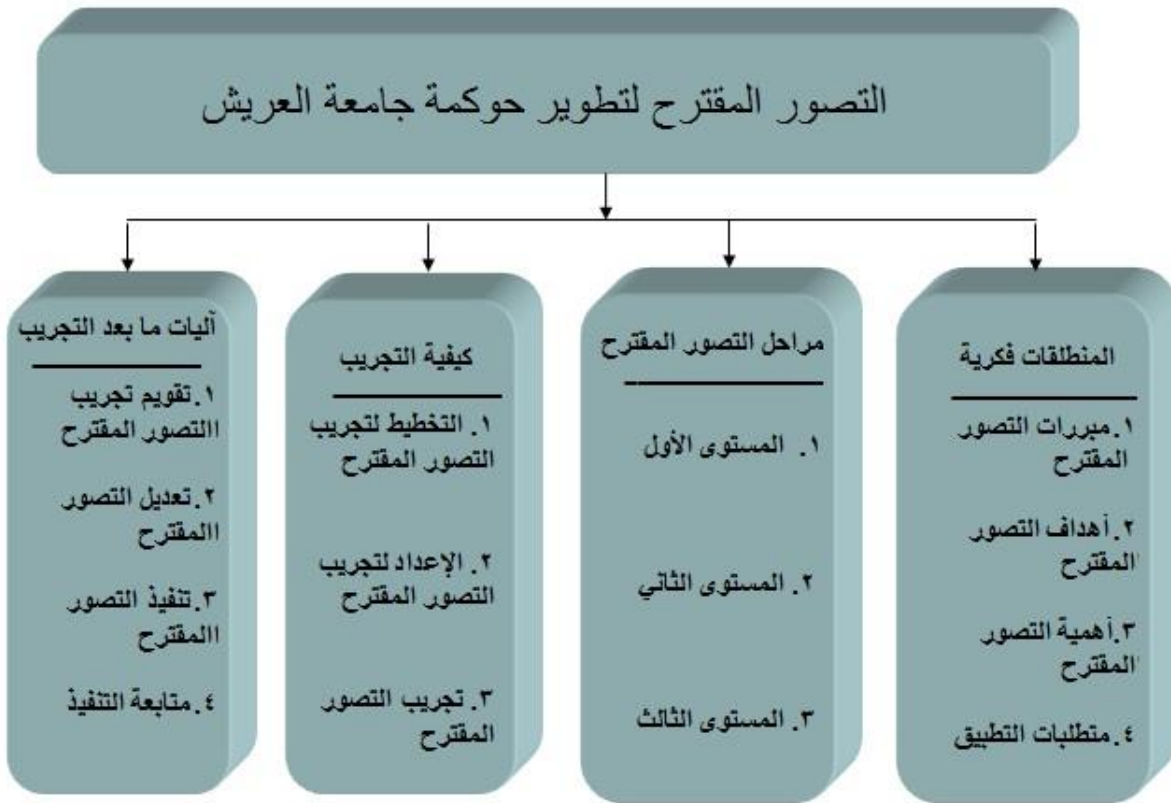 التصور المقترح لتطوير حوكمة جامعة العريش
المنطلقات فكرية
١.مبررات التصور
المقترح
٢.أهداف التصور
المقترح
٣.أهمية التصور
المقترح
٤.متطلبات التطبيق
مراحل التصور المقترح
١. المستوى الأول
٢. المستوى الثاني
٣. المستوى الثالث
كيفية التجريب
١. التخطيط لتجريب
التصور المقترح
٢. الإعداد لتجريب
التصور المقترح
٣. تجريب التصور
المقترح
آليات ما بعد التجريب
١.تقويم تجريب
االتصور المقترح
٢.تعديل التصور
االمقترح
٣.تنفيذ التصور
االمقترح
٤.متابعة التنفيذ